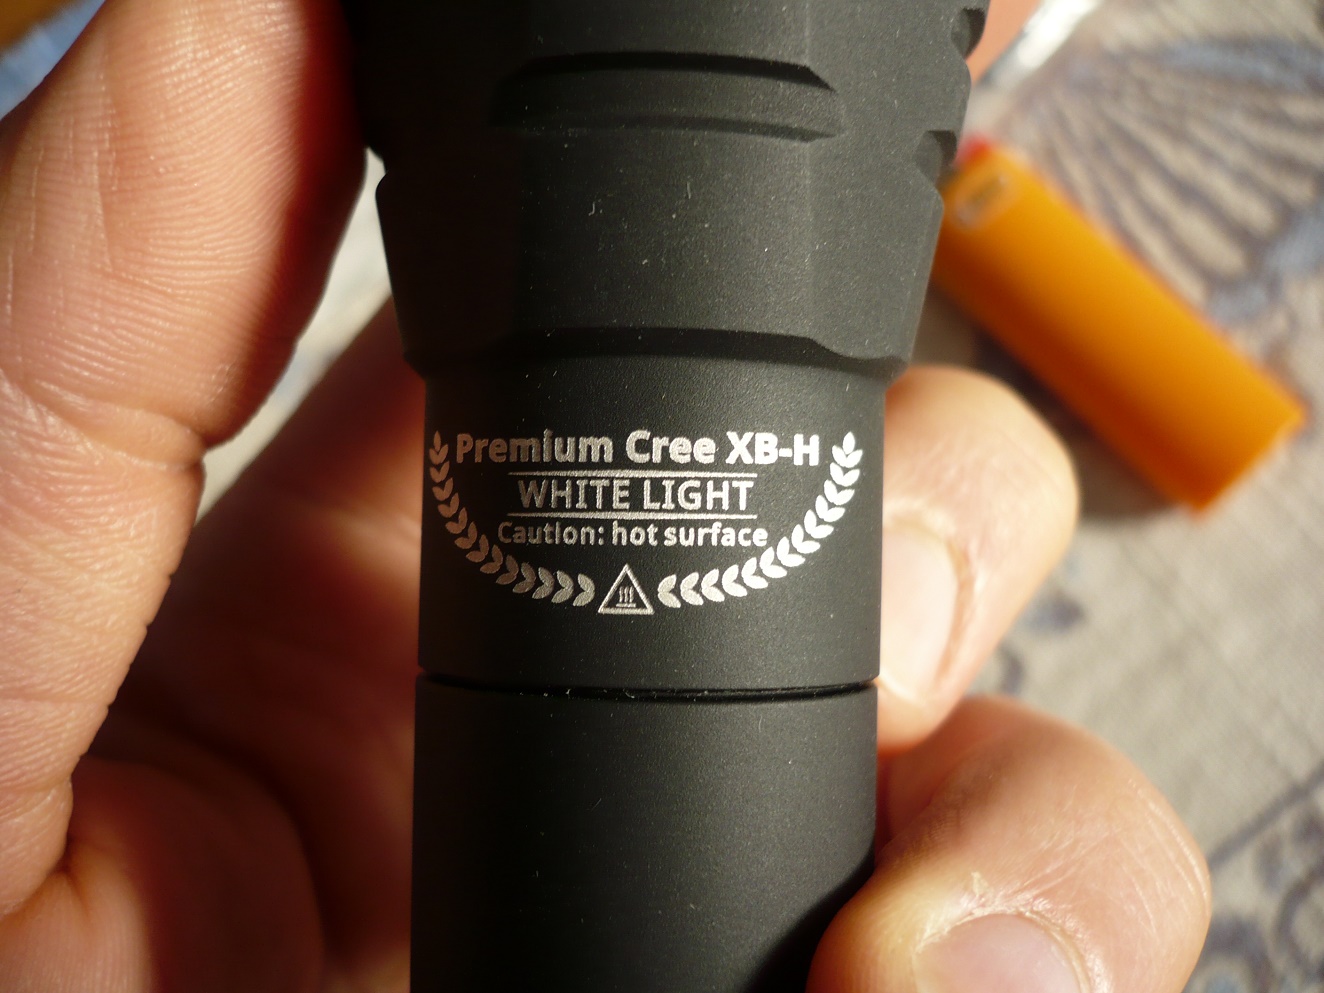 Premium Cree XB-H
WHITE LIGHT
Caution: hot surface